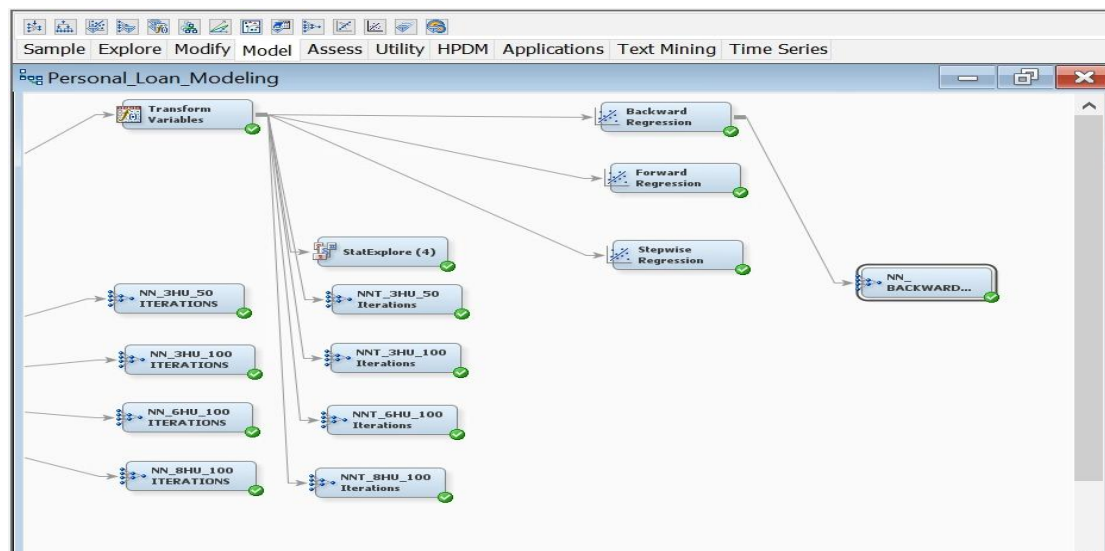 Sample Explore Modify Model Assess Utility HPDM Applications Text Mining Time Series
Personal_Loan_Modeling
Transform
Variables
Backward
Regression
Forward
Regression
StatExplore (4)
Stepwise
Regression
NN_
BACKWARD...
NN_3HU_50
ITERATIONS
NNT_3HU_50
Iterations
NN_3HU_100
ITERATIONS
NNT_3HU_100
Iterations
NN_6HU_100
ITERATIONS
NNT_6HU_100
Iterations
NN_8HU_100
ITERATIONS
NNT_8HU_100
Iterations